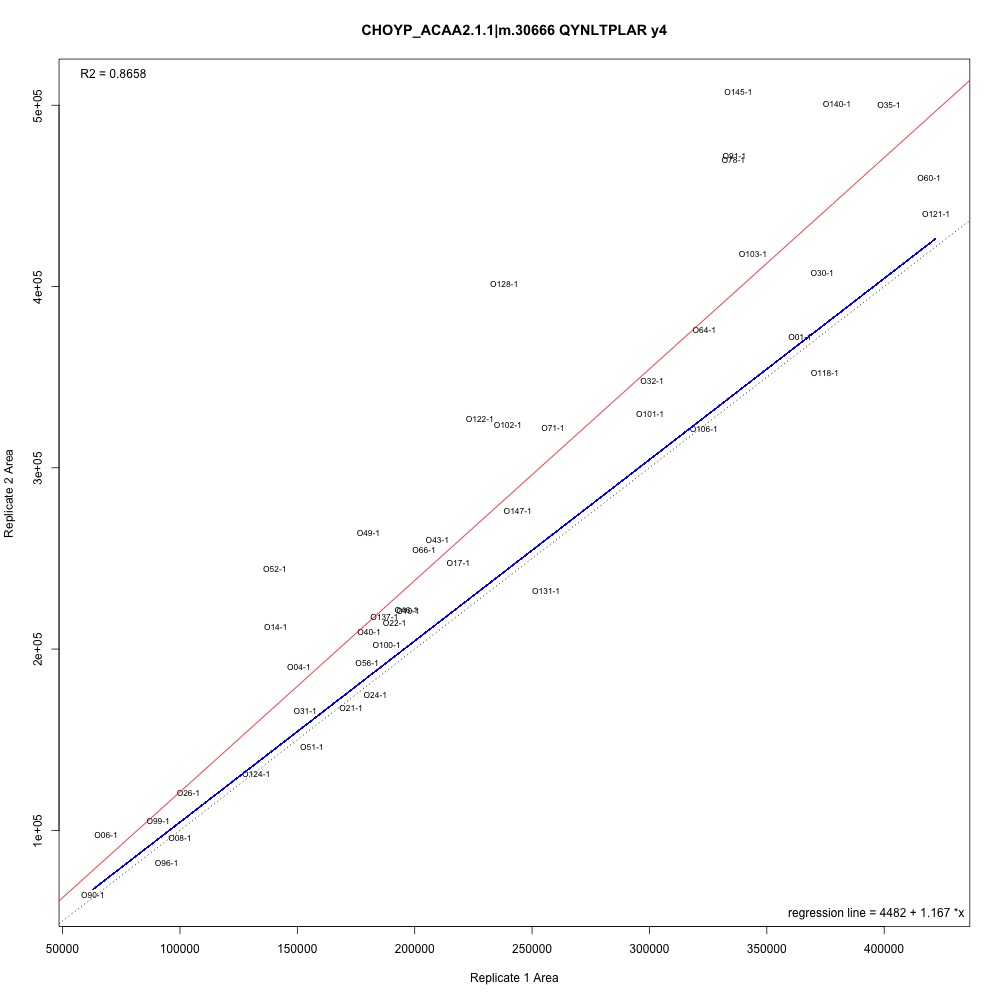 CHOYP_ACAA2.1.1|m.30666 QYNLTPLAR y4
R2 = 0.8658
O145-1
O140-1
O35-1
5e+05
O91-1
O78-1
O60-1
O121-1
O103-1
O30-1
O128-1
4e+05
O64-1
O01-1
O118-1
O32-1
O101-1
O122-1
O102-1
O71-1
O106-1
3e+05
Replicate 2 Area
O147-1
O49-1
O43-1
O66-1
O17-1
O52-1
O131-1
O137-1
O14-1
O22-1
O40-1
2e+05
O100-1
O56-1
O04-1
O24-1
O31-1
O21-1
O51-1
O124-1
O26-1
O99-1
1e+05
O06-1
O08-1
O96-1
O90-1
regression line = 4482 + 1.167 *x
50000 100000 150000 200000 250000 300000 350000 400000
Replicate 1 Area